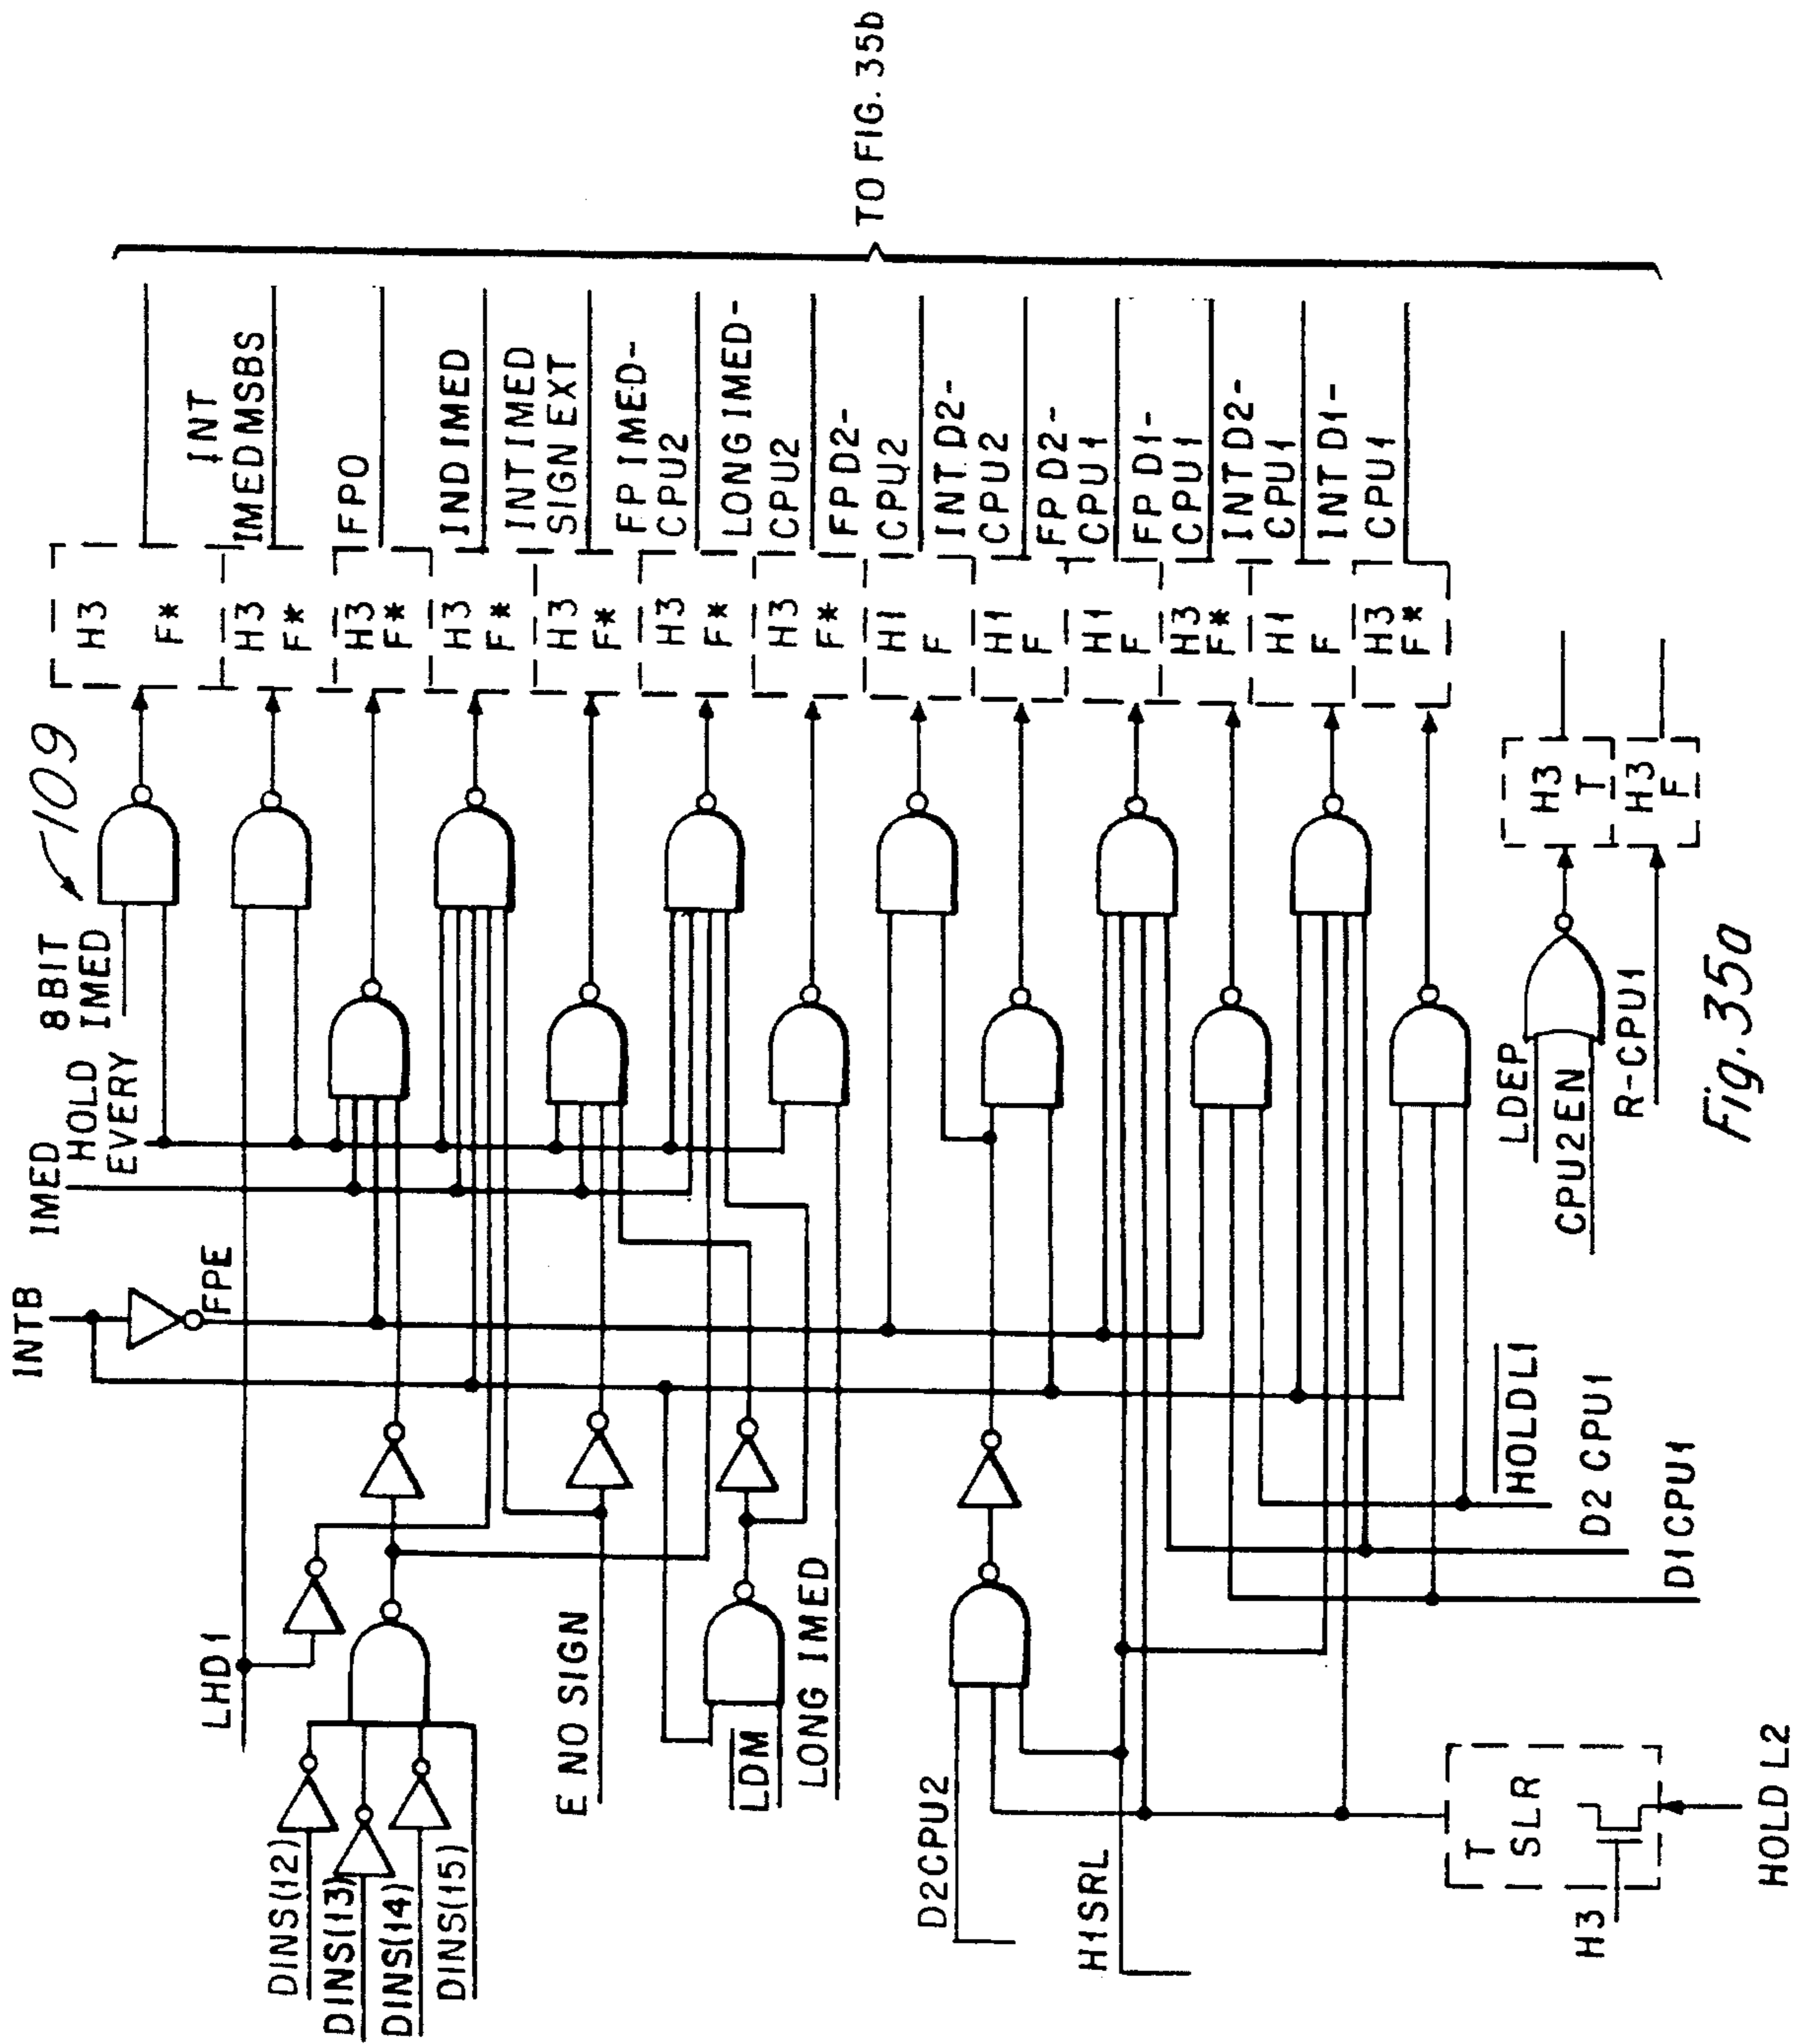 INTB
IMED
HOLD
EVERY
8BIT
IMED
109
FPE
LHD1
DINS(12)
DINS(13)
DINS(14)
DINS(15)
E NO SIGN
LDM
LONG IMED
D2CPU2
H1SRL
T
SLR
H3
HOLD L2
HOLDL1
D2 CPU1
D1CPU1
H3
F*
H3
F*
H3
F*
H3
F*
H3
F*
H3
F*
H3
F*
H1
F
H1
F
H1
F
H3
F*
H1
F
H3
F*
INT
IMEDMSBS
FPO
IND IMED
INT IMED
SIGN EXT
FP IMED-
CPU2
LONG IMED-
CPU2
FP D2-
CPU2
INT D2-
CPU2
FP D2-
CPU1
FP D1-
CPU1
INT D2-
CPU1
INT D1-
CPU1
TO FIG. 35b
LDEP
CPU2EN
R-CPU1
H3
T
H3
F
Fig. 35a